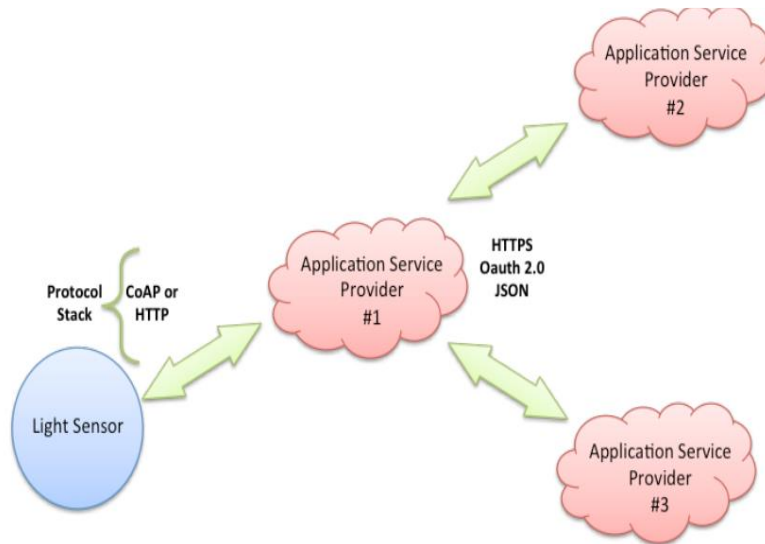 Application Service
Provider
#2
Application Service
Provider
#1
HTTPS
Oauth 2.0
JSON
Protocol
Stack
CoAP or
HTTP
Light Sensor
Application Service
Provider
#3